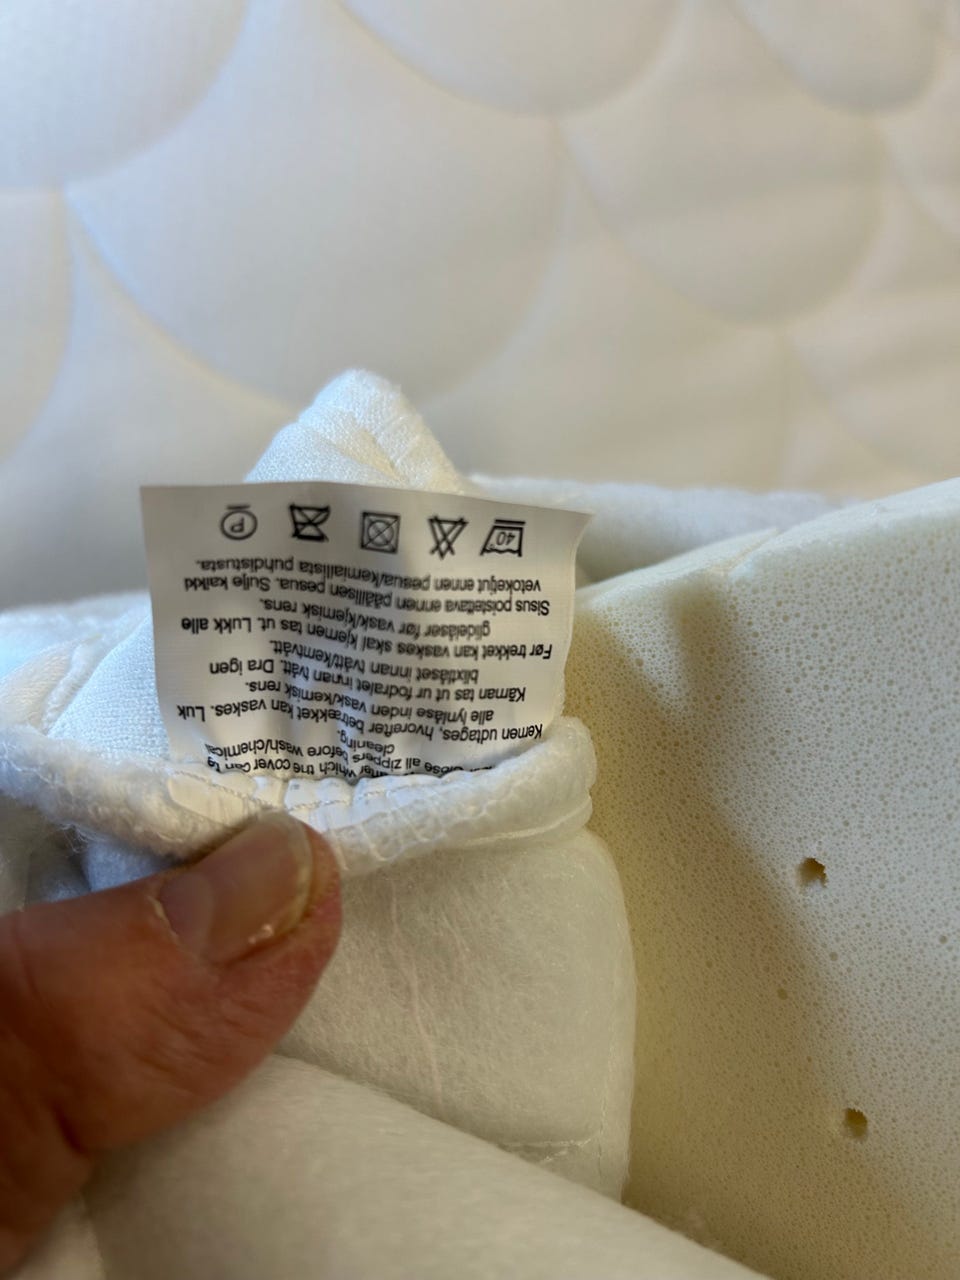 which the cover can be
Close all zippers before wash/chemical
cleaning.
Kernen udtages, hvorefter betrækket kan vaskes. Luk
alle lynlåse inden vask/kemisk rens.
Kärnan tas ut ur fodralet innan tvätt. Dra igen
blixtlåset innan tvätt/kemtvätt.
Før trekket kan vaskes skal kjernen tas ut. Lukk alle
glidelåser før vask/kjemisk rens.
Sisus poistettava ennen päällisen pesua. Sulje kaikki
vetoketjut ennen pesua/kemiallista puhdistusta.
40° P